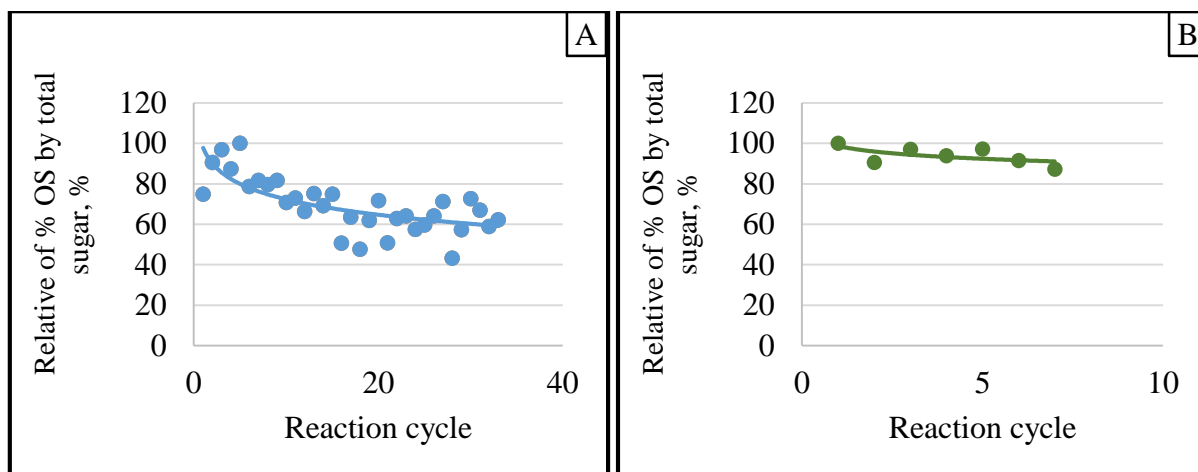 A
Relative of % OS by total
sugar, %
120
100
80
60
40
20
0
0 20 40
Reaction cycle
B
Relative of % OS by total
sugar, %
120
100
80
60
40
20
0
0 5 10
Reaction cycle